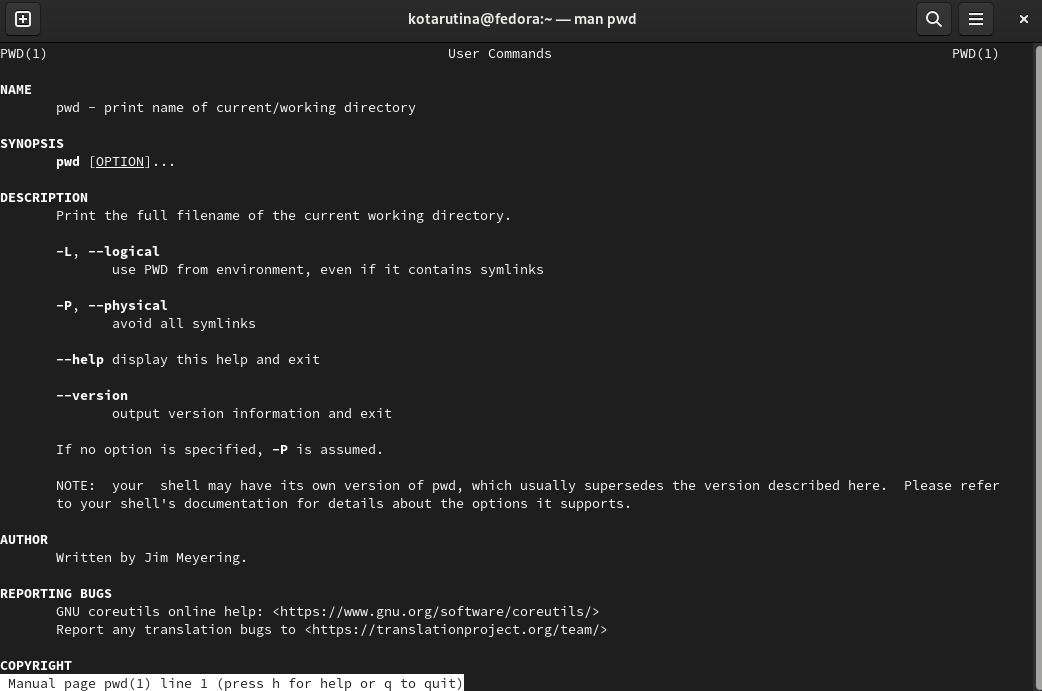 kotarutina@fedora:~ — man pwd
PWD(1) User Commands PWD(1)
NAME
pwd - print name of current/working directory
SYNOPSIS
pwd [OPTION]...
DESCRIPTION
Print the full filename of the current working directory.
-L, --logical
use PWD from environment, even if it contains symlinks
-P, --physical
avoid all symlinks
--help display this help and exit
--version
output version information and exit
If no option is specified, -P is assumed.
NOTE:  your  shell may have its own version of pwd, which usually supersedes the version described here.  Please refer
to your shell's documentation for details about the options it supports.
AUTHOR
Written by Jim Meyering.
REPORTING BUGS
GNU coreutils online help: <https://www.gnu.org/software/coreutils/>
Report any translation bugs to <https://translationproject.org/team/>
COPYRIGHT
Manual page pwd(1) line 1 (press h for help or q to quit)